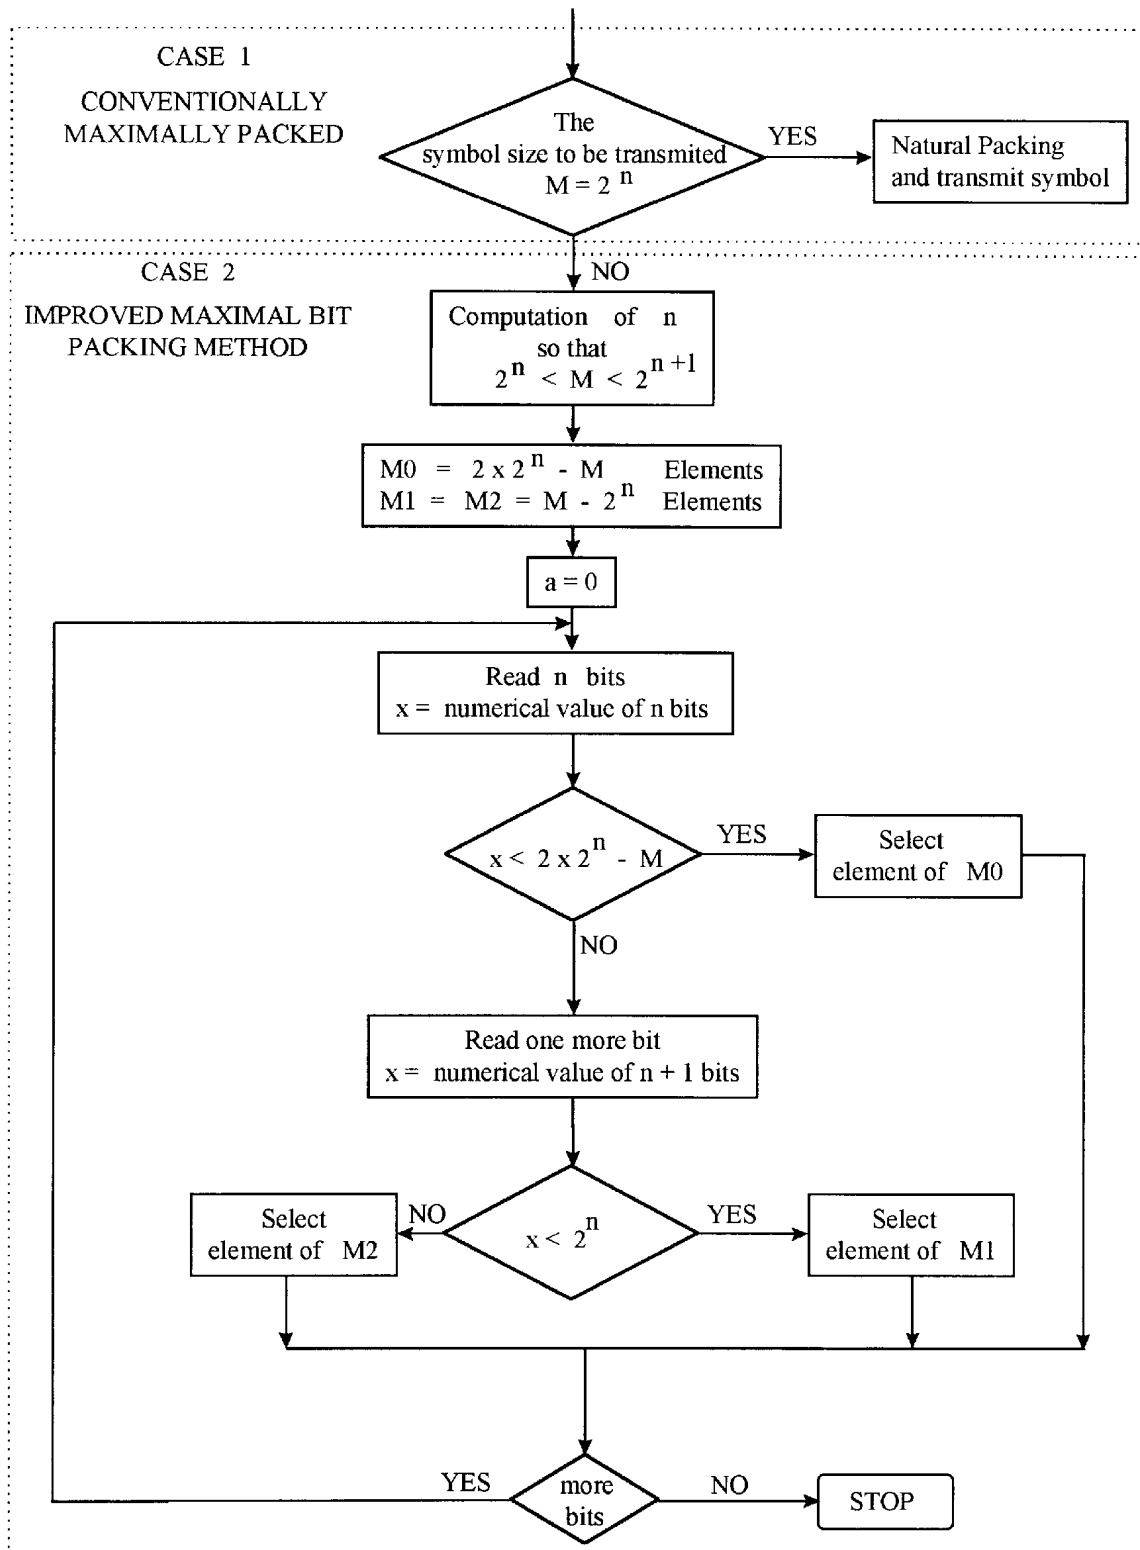 CASE 1
CONVENTIONALLY
MAXIMALLY PACKED
The
symbol size to be transmited
M = 2^n
YES
Natural Packing
and transmit symbol
NO
CASE 2
IMPROVED MAXIMAL BIT
PACKING METHOD
Computation of n
so that
2^n < M < 2^n+1
M0 = 2 x 2^n - M Elements
M1 = M2 = M - 2^n Elements
a = 0
Read n bits
x = numerical value of n bits
x < 2 x 2^n - M
YES
Select
element of M0
NO
Read one more bit
x = numerical value of n + 1 bits
Select
element of M2
NO
x < 2^n
YES
Select
element of M1
YES
more
bits
NO
STOP